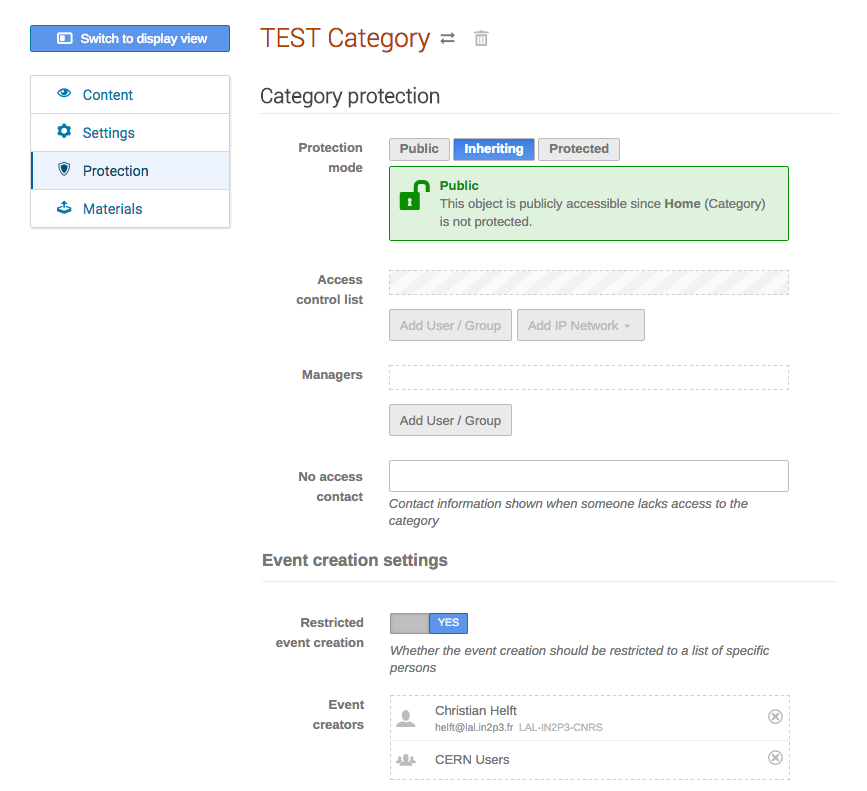 Switch to display view
TEST Category
Content
Settings
Protection
Materials
Category protection
Protection
mode
Public Inheriting Protected
Public
This object is publicly accessible since Home (Category)
is not protected.
Access
control list
Add User / Group Add IP Network
Managers
Add User / Group
No access
contact
Contact information shown when someone lacks access to the
category
Event creation settings
Restricted
event creation
YES
Whether the event creation should be restricted to a list of specific
persons
Event
creators
Christian Helft
helft@lal.in2p3.fr LAL-IN2P3-CNRS
CERN Users